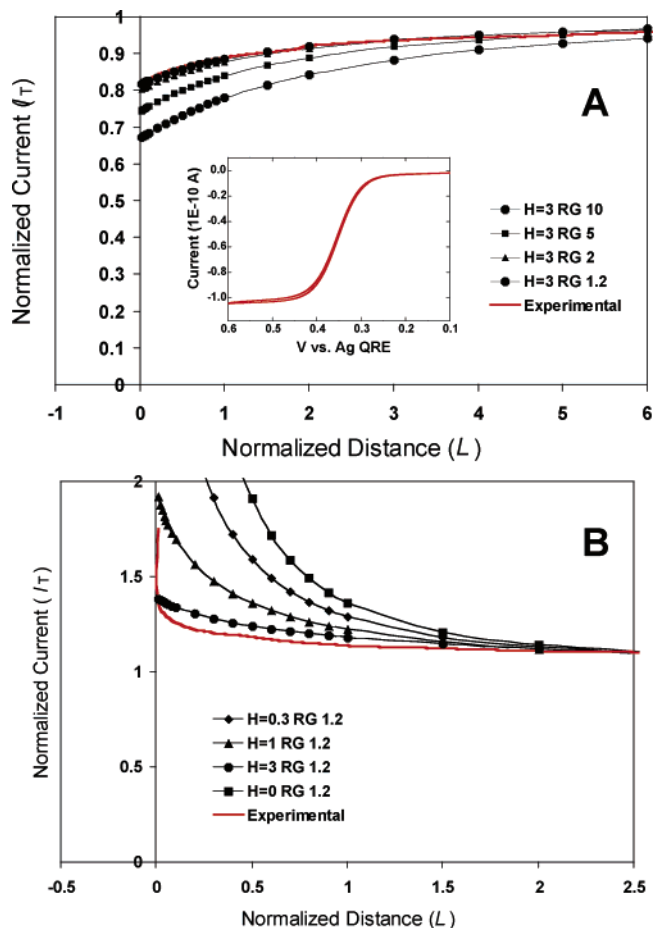 1
0.9
0.8
0.7
0.6
0.5
0.4
0.3
0.2
0.1
0
Normalized Current (I T)
A
0.0
-0.2
-0.4
-0.6
-0.8
-1.0
Current (1E-10 A)
0.6 0.5 0.4 0.3 0.2 0.1
V vs. Ag QRE
H=3 RG 10
H=3 RG 5
H=3 RG 2
H=3 RG 1.2
Experimental
-1 0 1 2 3 4 5 6
Normalized Distance (L)
2
1.5
1
0.5
0
Normalized Current (I T)
B
H=0.3 RG 1.2
H=1 RG 1.2
H=3 RG 1.2
H=0 RG 1.2
Experimental
-0.5 0 0.5 1 1.5 2 2.5
Normalized Distance (L)